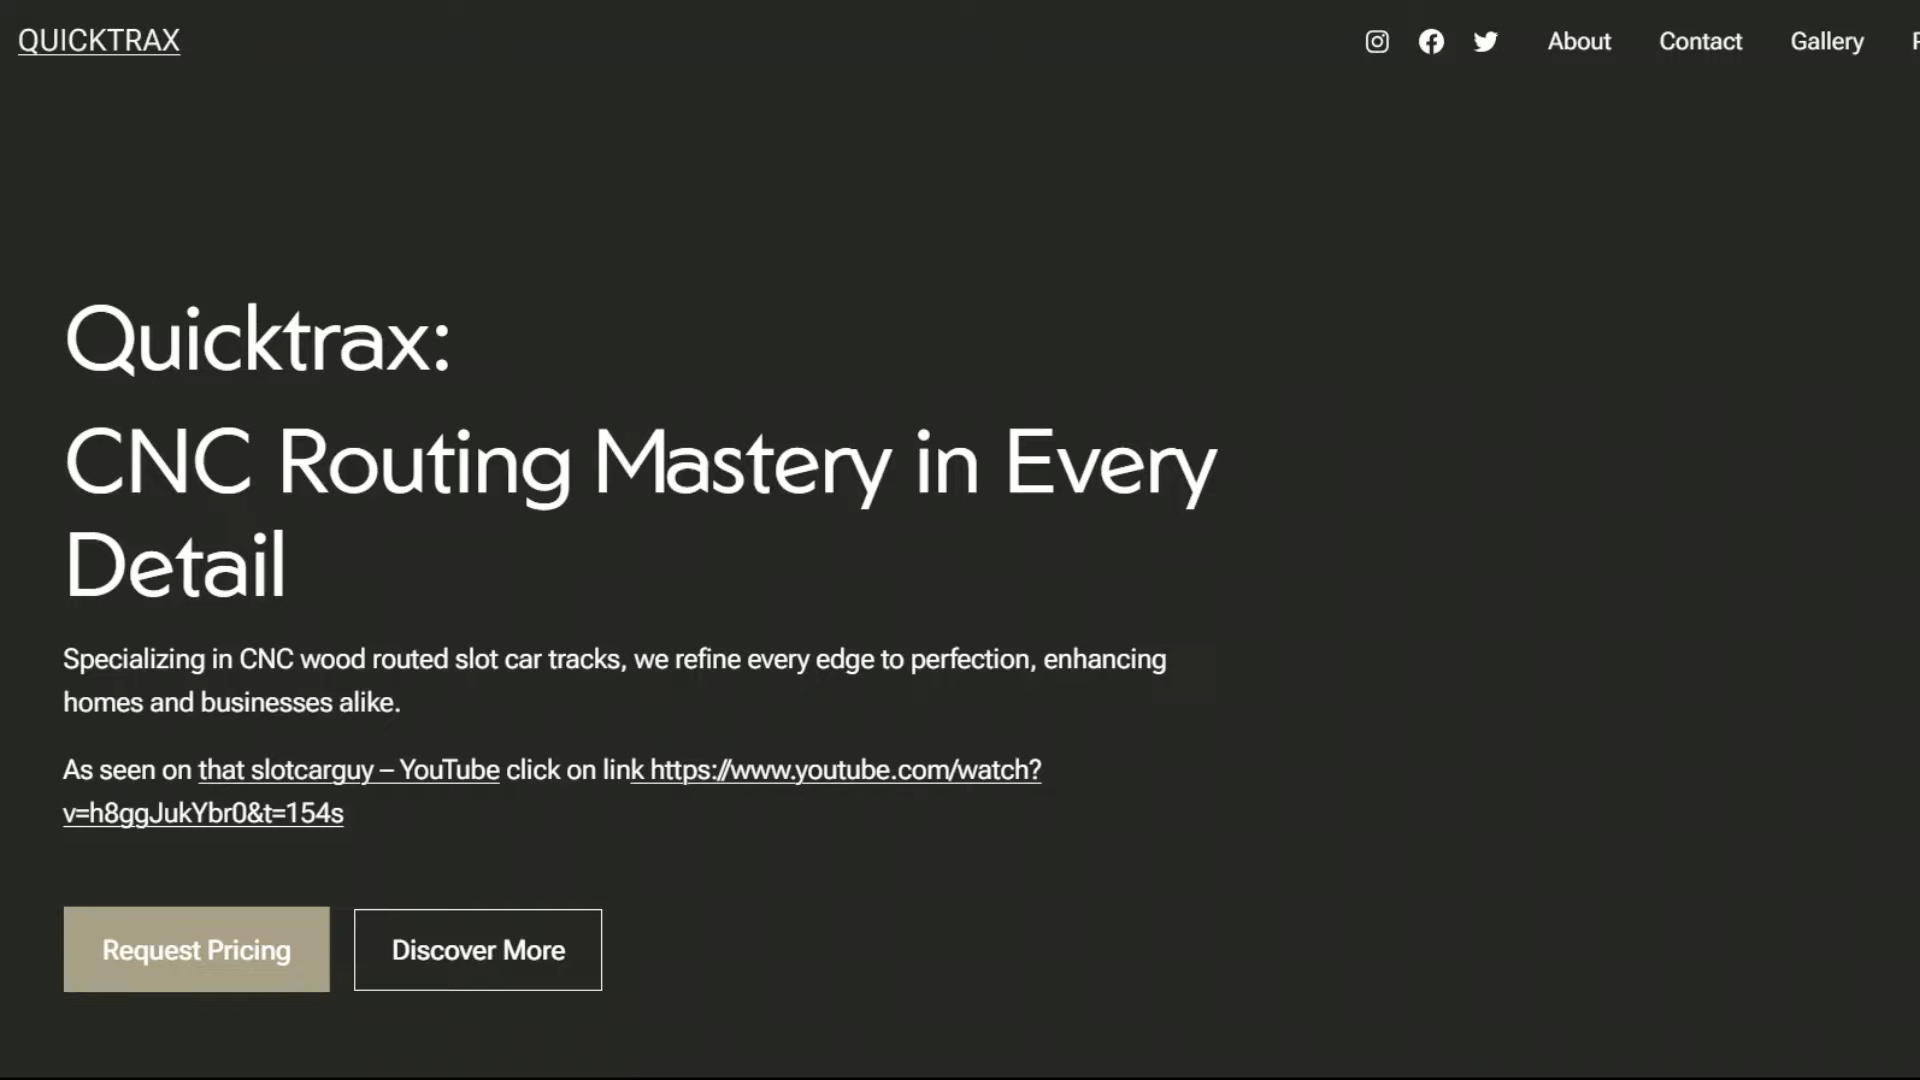 QUICKTRAX
About Contact Gallery
Quicktrax:
CNC Routing Mastery in Every
Detail
Specializing in CNC wood routed slot car tracks, we refine every edge to perfection, enhancing
homes and businesses alike.
As seen on that slotcarguy – YouTube click on link https://www.youtube.com/watch?
v=h8ggJukYbr0&t=154s
Request Pricing
Discover More